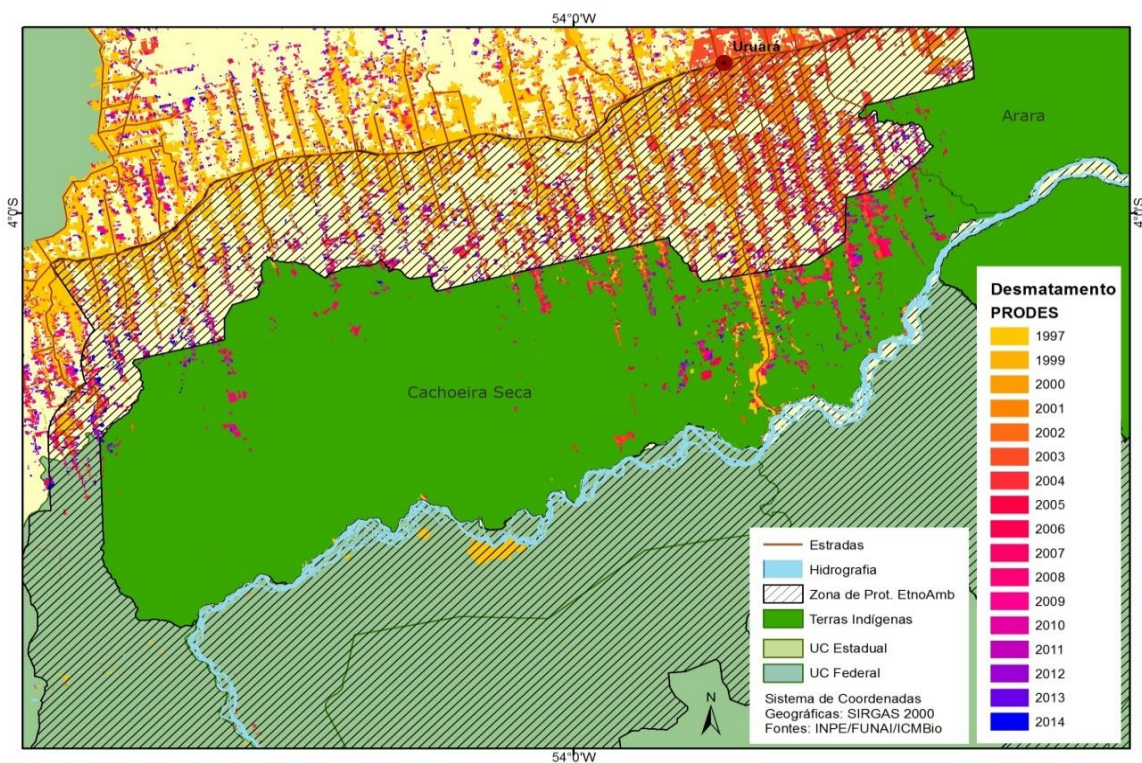 54°0'W
Uruará
Arara
4°0'S
4°0'S
Cachoeira Seca
Desmatamento
PRODES
1997
1999
2000
2001
2002
2003
2004
2005
2006
2007
2008
2009
2010
2011
2012
2013
2014
Estradas
Hidrografia
Zona de Prot. EtnoAmb
Terras Indígenas
UC Estadual
UC Federal
Sistema de Coordenadas
Geográficas: SIRGAS 2000
Fontes: INPE/FUNAI/ICMBio
N
54°0'W